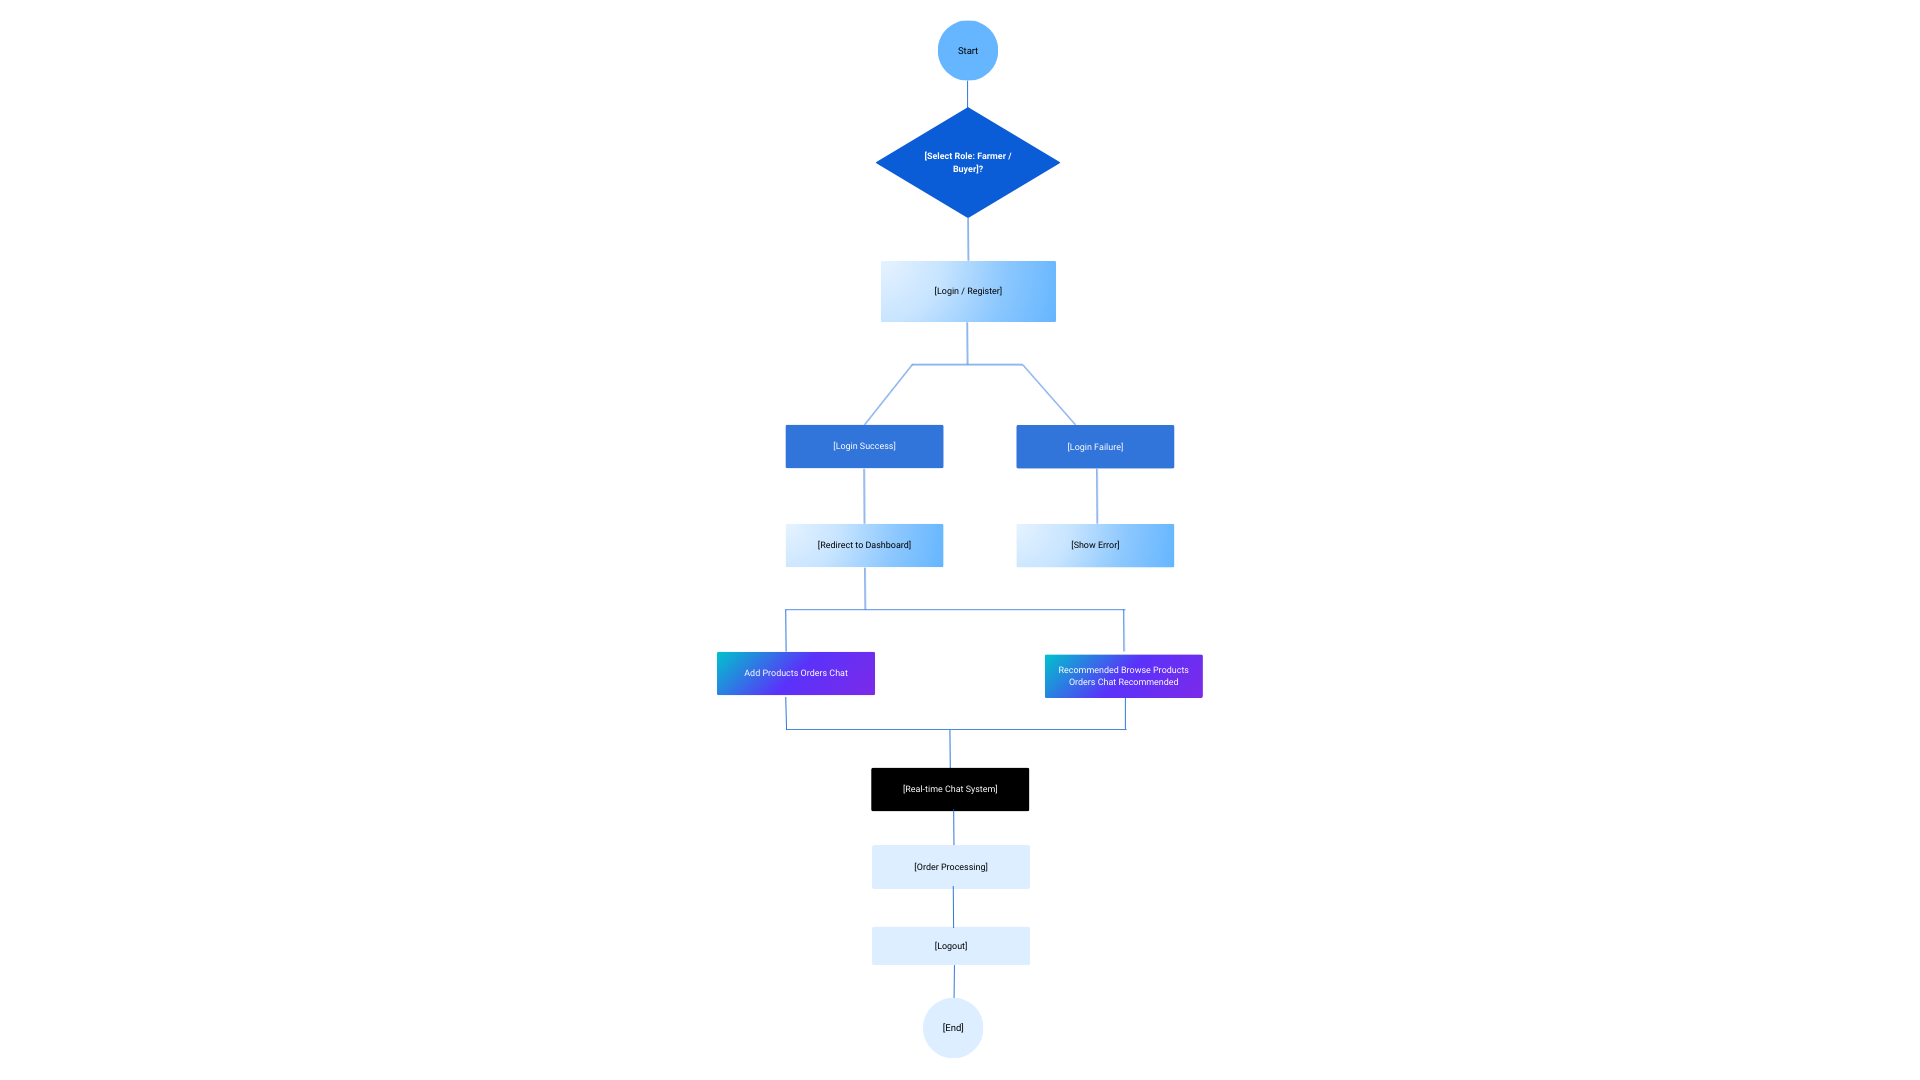 Start
[Select Role: Farmer /
Buyer]?
[Login / Register]
[Login Success]
[Login Failure]
[Redirect to Dashboard]
[Show Error]
Add Products Orders Chat
Recommended Browse Products
Orders Chat Recommended
[Real-time Chat System]
[Order Processing]
[Logout]
[End]